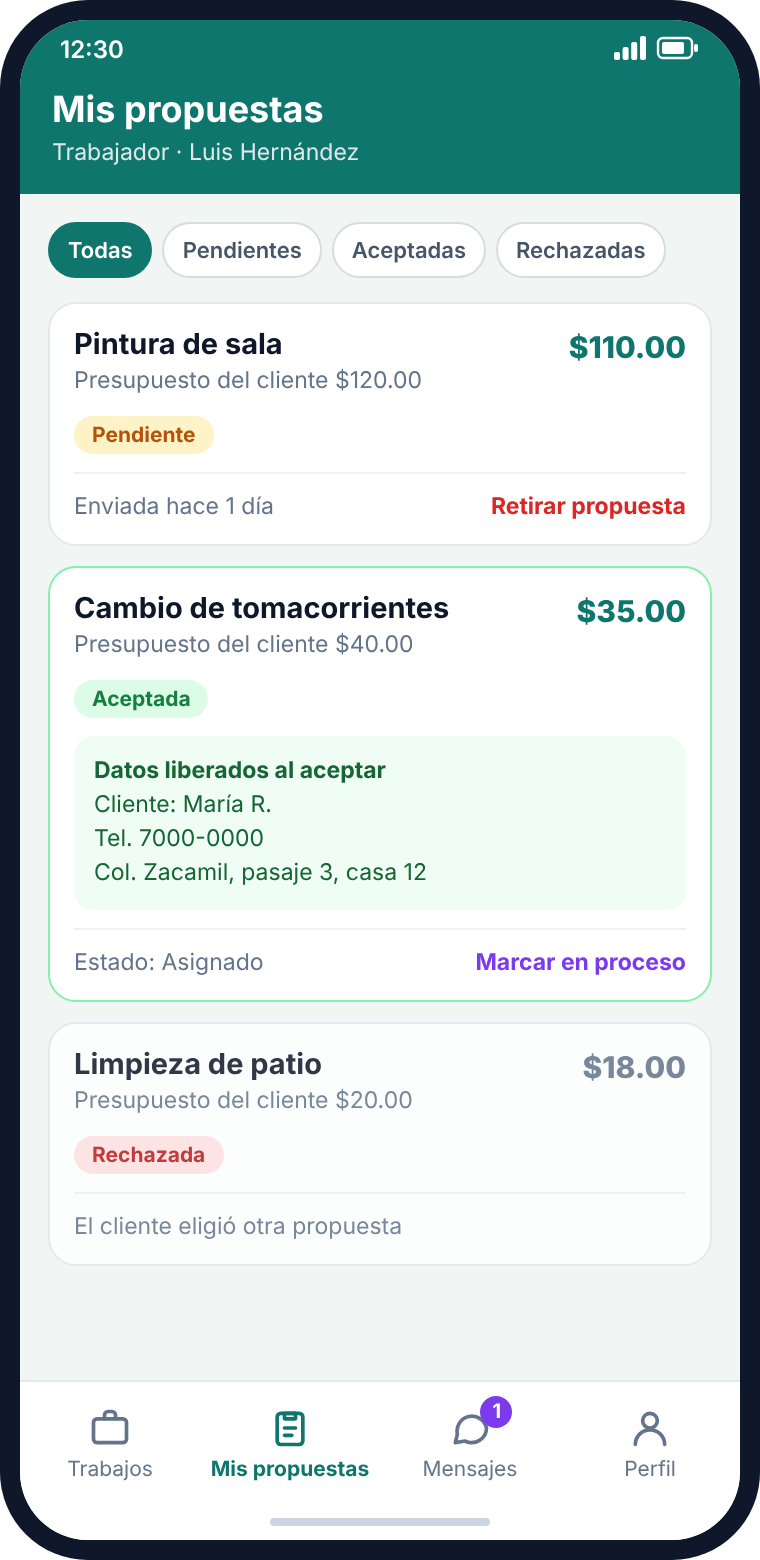 12:30
Mis propuestas
Trabajador · Luis Hernández
Todas Pendientes Aceptadas Rechazadas
Pintura de sala $110.00
Presupuesto del cliente $120.00
Pendiente
Enviada hace 1 día Retirar propuesta
Cambio de tomacorrientes $35.00
Presupuesto del cliente $40.00
Aceptada
Datos liberados al aceptar
Cliente: María R.
Tel. 7000-0000
Col. Zacamil, pasaje 3, casa 12
Estado: Asignado Marcar en proceso
Limpieza de patio $18.00
Presupuesto del cliente $20.00
Rechazada
El cliente eligió otra propuesta
1
Trabajos Mis propuestas Mensajes Perfil